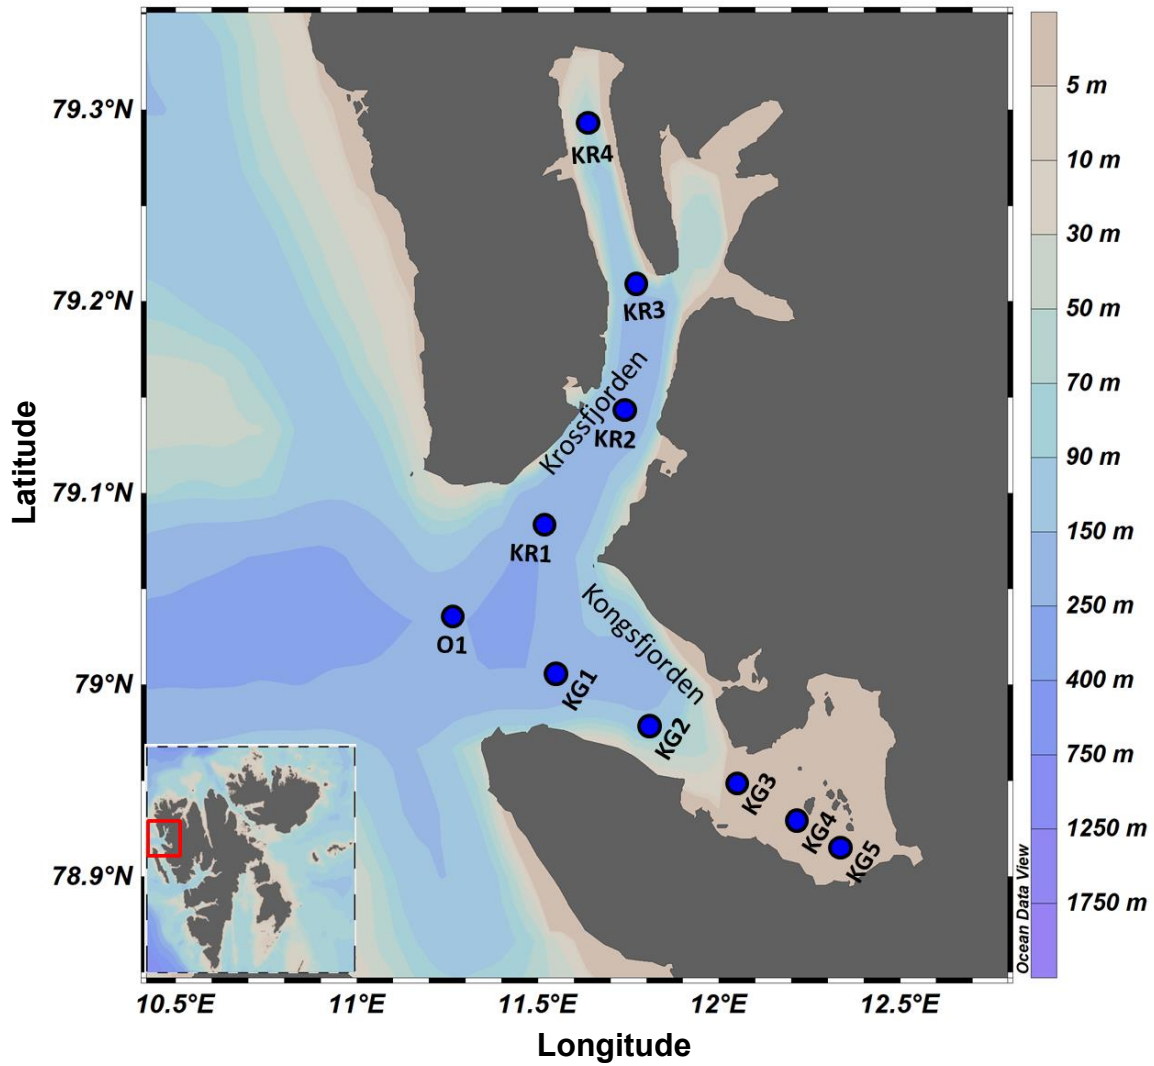 79.3°N
79.2°N
79.1°N
79°N
78.9°N
Latitude
10.5°E
11°E
11.5°E
12°E
12.5°E
Longitude
KR4
KR3
Krossfjorden
KR2
KR1
Kongsfjorden
O1
KG1
KG2
KG3
KG4
KG5
5 m
10 m
30 m
50 m
70 m
90 m
150 m
250 m
400 m
750 m
1250 m
1750 m
Ocean Data View